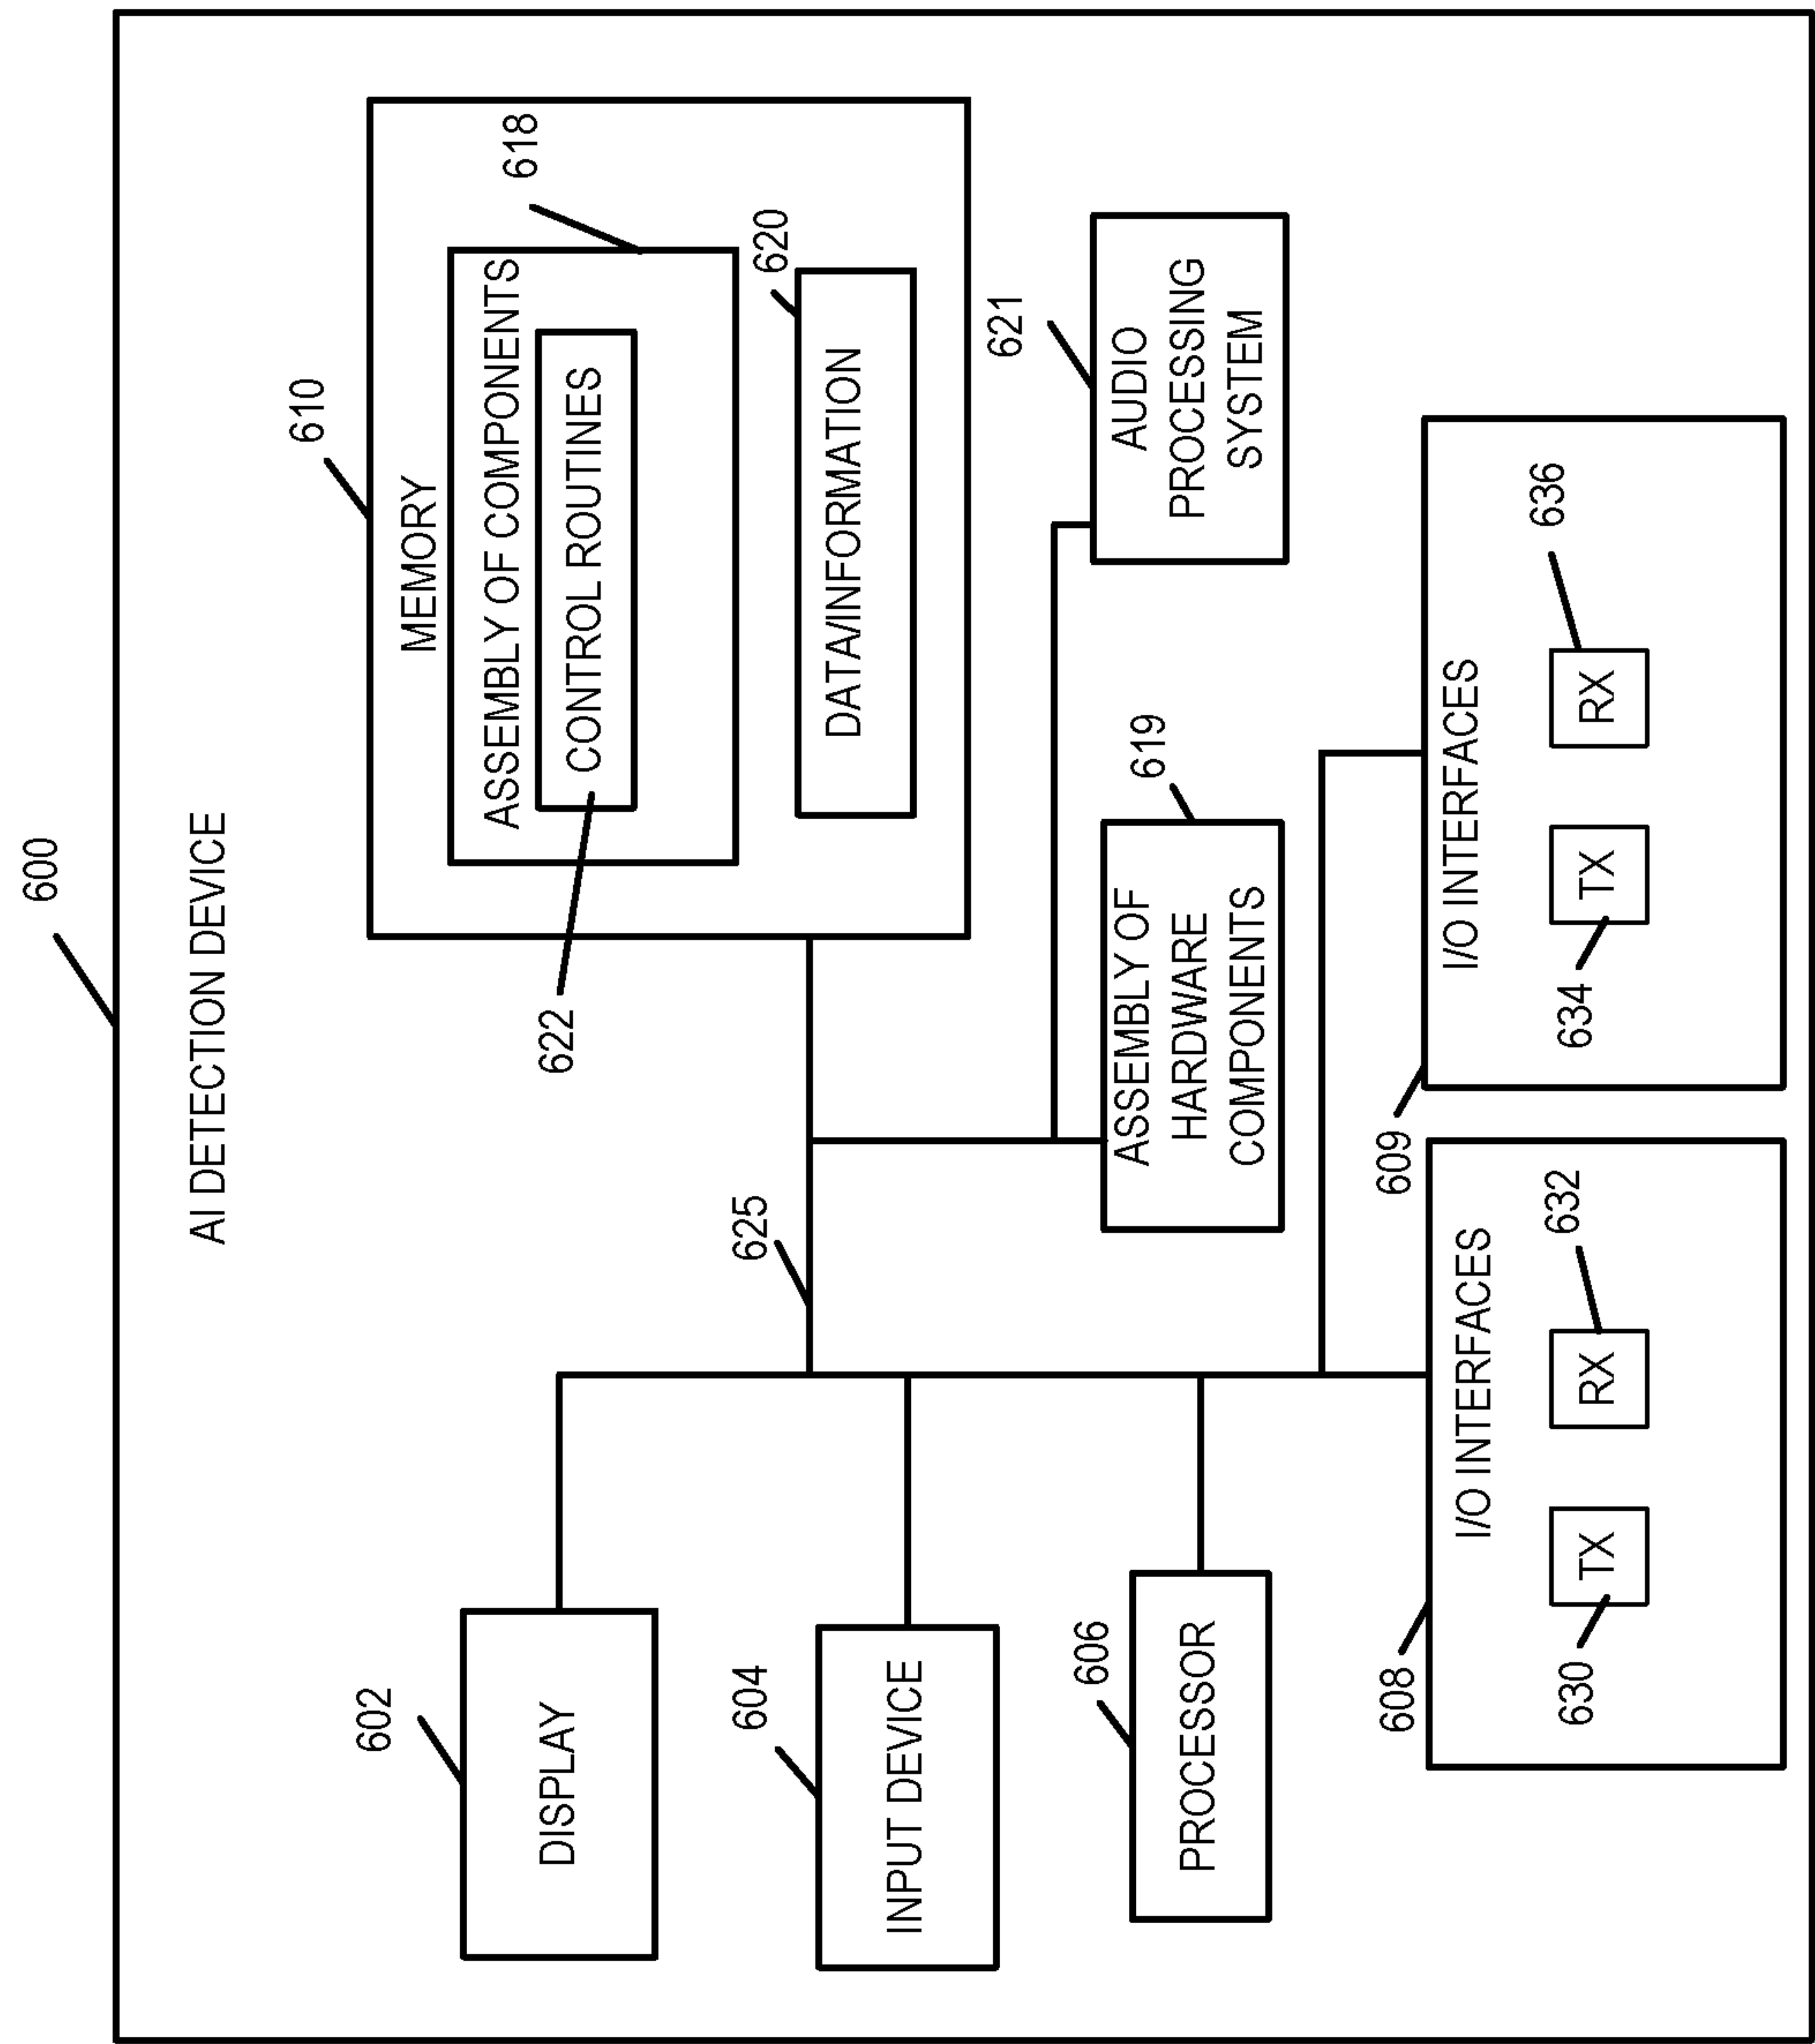 600
AI DETECTION DEVICE
610
MEMORY
ASSEMBLY OF COMPONENTS
618
CONTROL ROUTINES
622
620
DATA/INFORMATION
602
DISPLAY
604
INPUT DEVICE
625
606
PROCESSOR
619
ASSEMBLY OF
HARDWARE
COMPONENTS
621
AUDIO
PROCESSING
SYSTEM
608
I/O INTERFACES
630
TX
632
RX
609
I/O INTERFACES
634
TX
636
RX